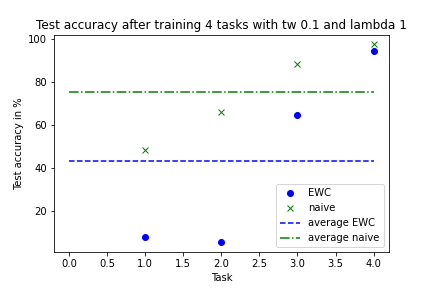 Test accuracy after training 4 tasks with tw 0.1 and lambda 1
100
80
60
40
20
Test accuracy in %
EWC
naive
average EWC
average naive
0.0 0.5 1.0 1.5 2.0 2.5 3.0 3.5 4.0
Task